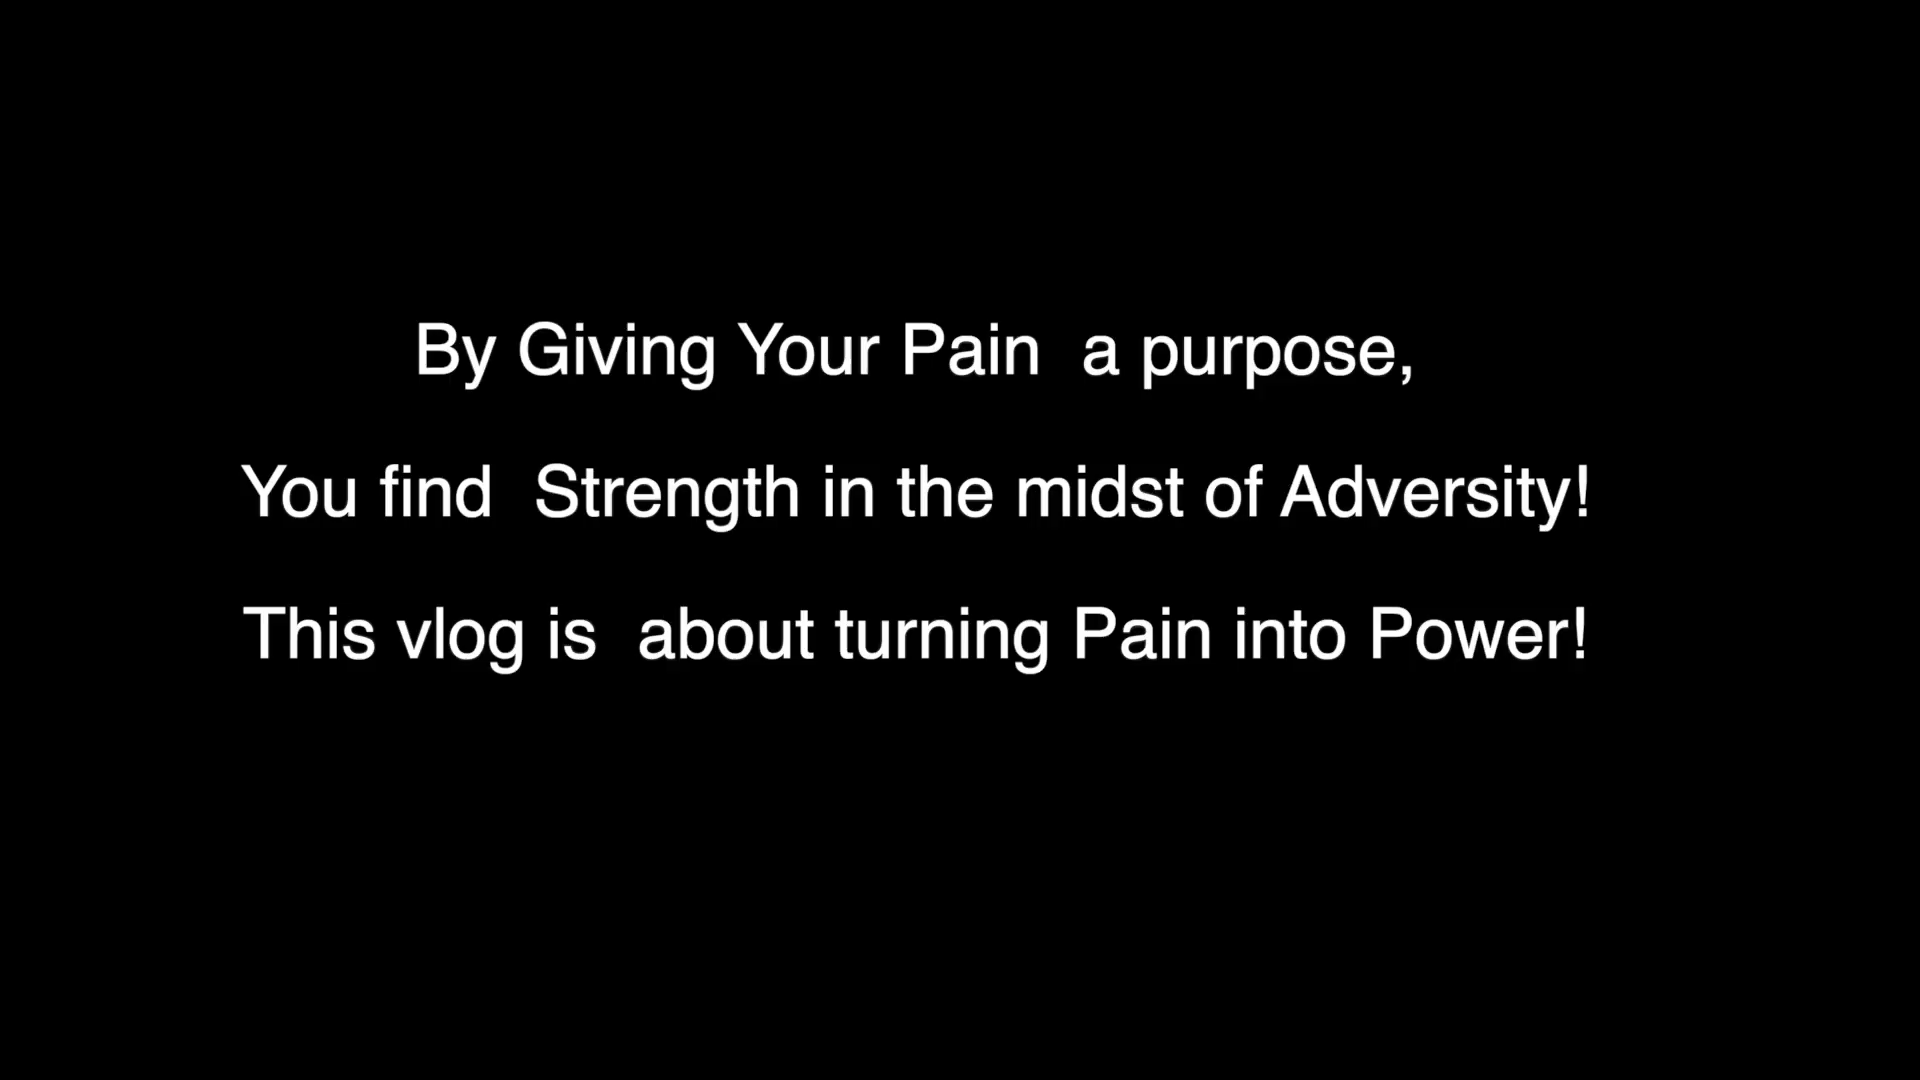 By Giving Your Pain  a purpose,
You find  Strength in the midst of Adversity!
This vlog is  about turning Pain into Power!